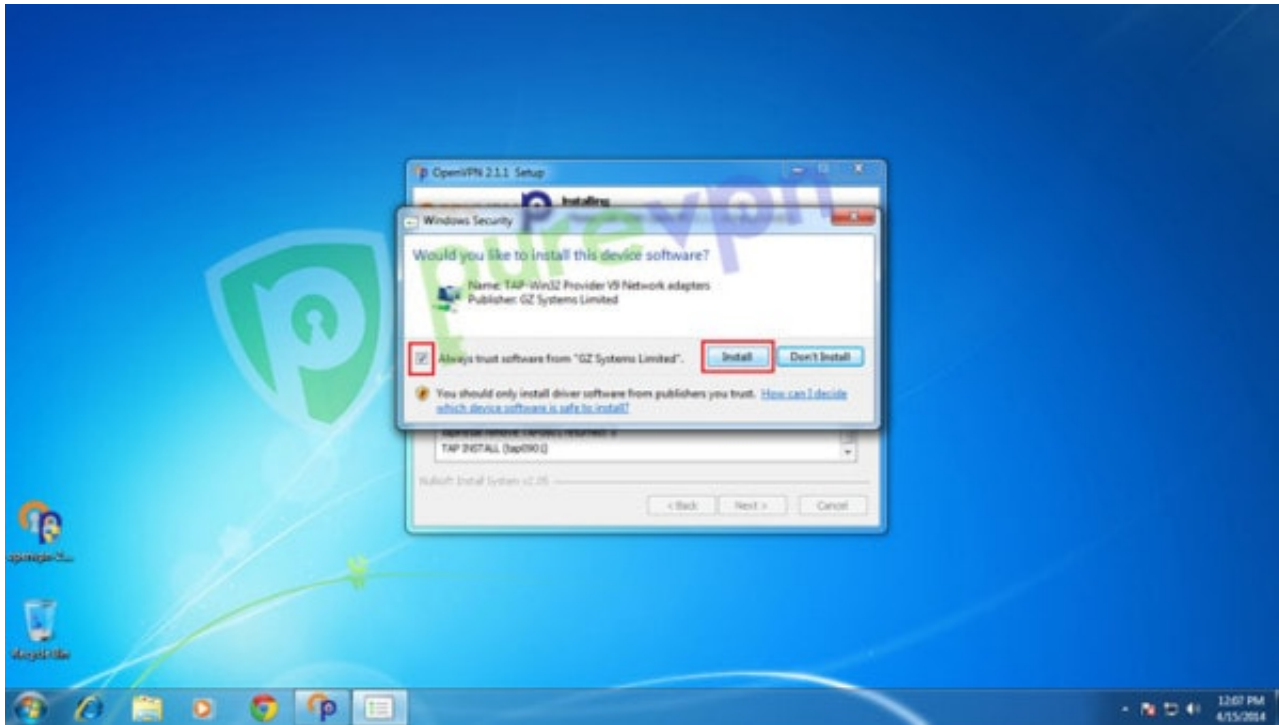 OpenVPN 2.1.1 Setup
Installing
Windows Security
purevpn
Would you like to install this device software?
Name: TAP-Win32 Provider V9 Network adapters
Publisher: GZ Systems Limited
Always trust software from "GZ Systems Limited".
Install
Don't Install
You should only install driver software from publishers you trust. How can I decide
which device software is safe to install?
TAP INSTALL (tap0901)
Nullsoft Install System v2.05
< Back
Next >
Cancel
Recycle Bin
12:07 PM
4/15/2014